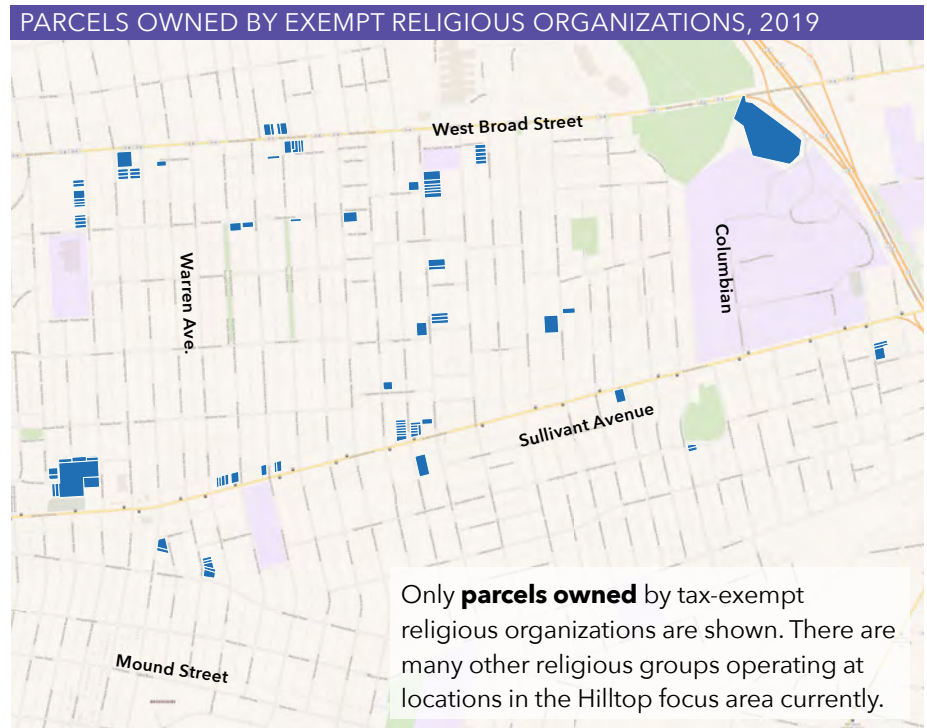 PARCELS OWNED BY EXEMPT RELIGIOUS ORGANIZATIONS, 2019
West Broad Street
Warren Ave.
Columbian
Sullivant Avenue
Mound Street
Only parcels owned by tax-exempt
religious organizations are shown. There are
many other religious groups operating at
locations in the Hilltop focus area currently.